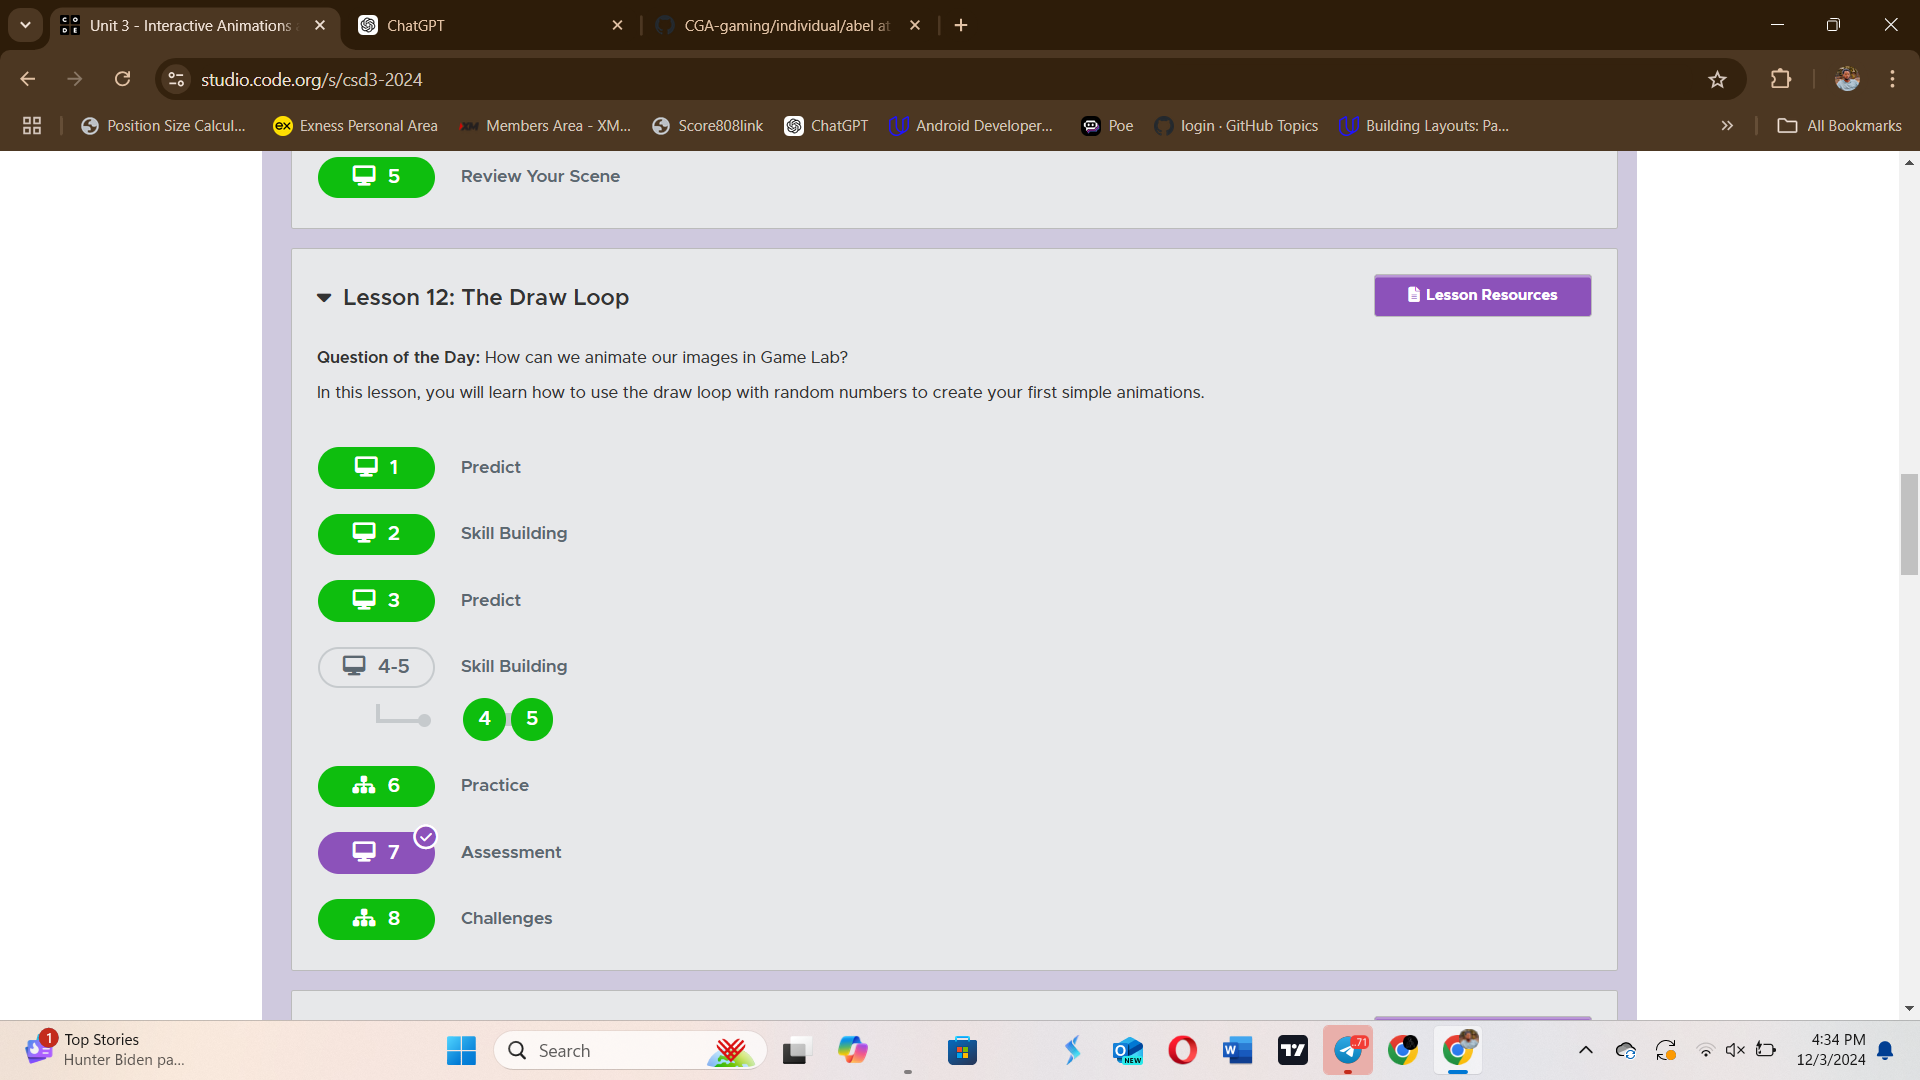 Unit 3 - Interactive Animations a
ChatGPT
CGA-gaming/individual/abel at
studio.code.org/s/csd3-2024
Position Size Calcul...
Exness Personal Area
Members Area - XM...
Score808link
ChatGPT
Android Developer...
Poe
login · GitHub Topics
Building Layouts: Pa...
All Bookmarks
5 Review Your Scene
Lesson 12: The Draw Loop
Lesson Resources
Question of the Day: How can we animate our images in Game Lab?
In this lesson, you will learn how to use the draw loop with random numbers to create your first simple animations.
1 Predict
2 Skill Building
3 Predict
4-5 Skill Building
4 5
6 Practice
7 Assessment
8 Challenges
1
Top Stories
Hunter Biden pa...
Search
71
4:34 PM
12/3/2024